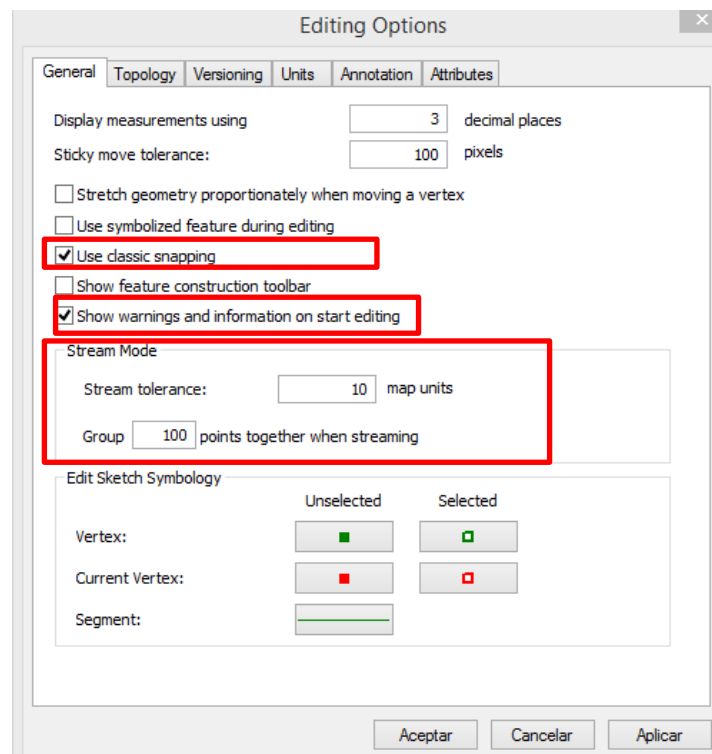 Editing Options
General Topology Versioning Units Annotation Attributes
Display measurements using 3 decimal places
Sticky move tolerance: 100 pixels
Stretch geometry proportionately when moving a vertex
Use symbolized feature during editing
Use classic snapping
Show feature construction toolbar
Show warnings and information on start editing
Stream Mode
Stream tolerance: 10 map units
Group 100 points together when streaming
Edit Sketch Symbology
Unselected Selected
Vertex:
Current Vertex:
Segment:
Aceptar Cancelar Aplicar